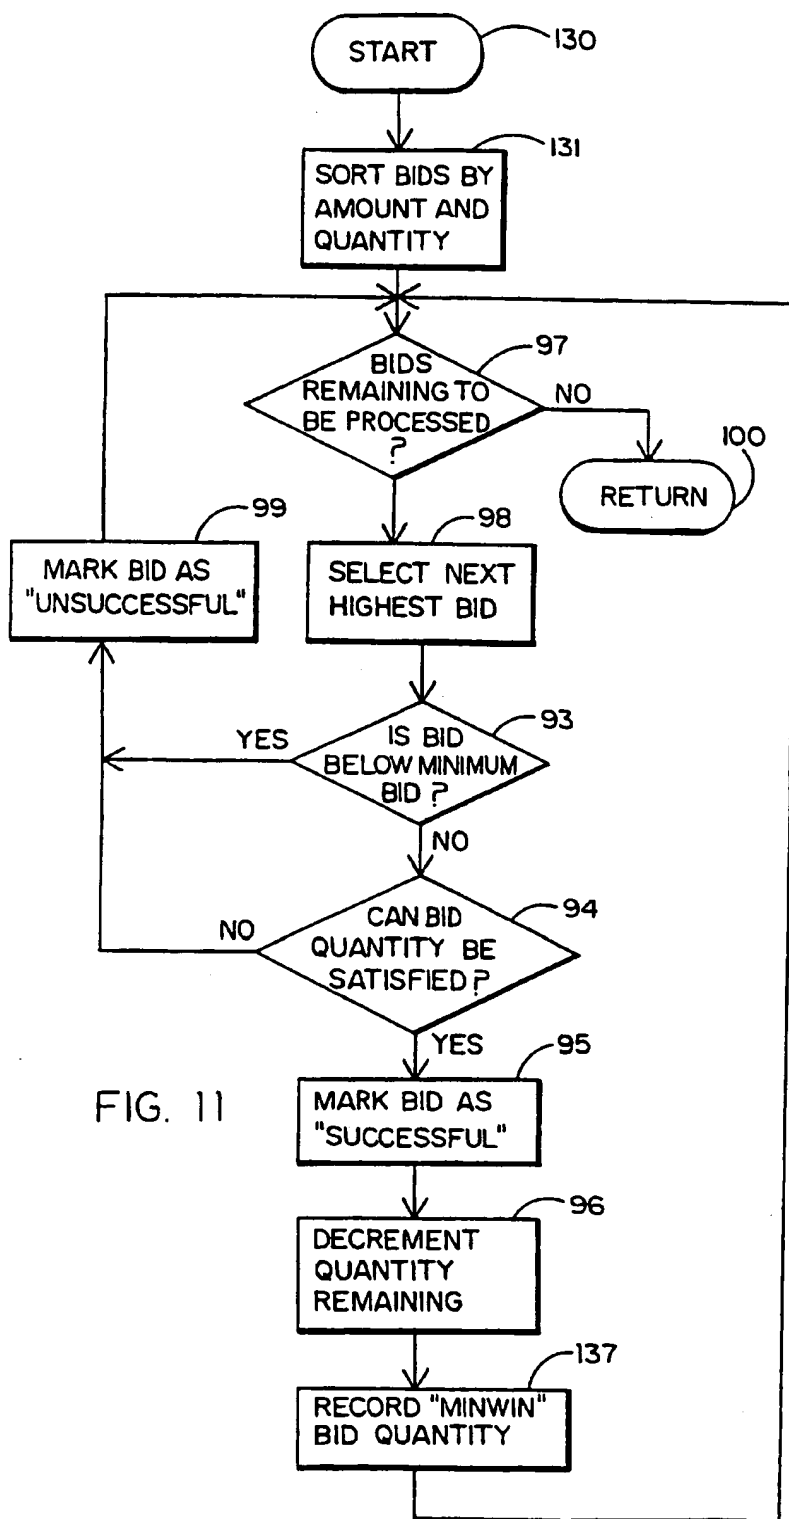 START
130
131
SORT BIDS BY
AMOUNT AND
QUANTITY
97
BIDS
REMAINING TO
BE PROCESSED
?
NO
100
RETURN
99
MARK BID AS
"UNSUCCESSFUL"
98
SELECT NEXT
HIGHEST BID
93
YES
IS BID
BELOW MINIMUM
BID ?
NO
94
NO
CAN BID
QUANTITY BE
SATISFIED ?
YES
95
MARK BID AS
"SUCCESSFUL"
FIG. 11
96
DECREMENT
QUANTITY
REMAINING
137
RECORD "MINWIN"
BID QUANTITY